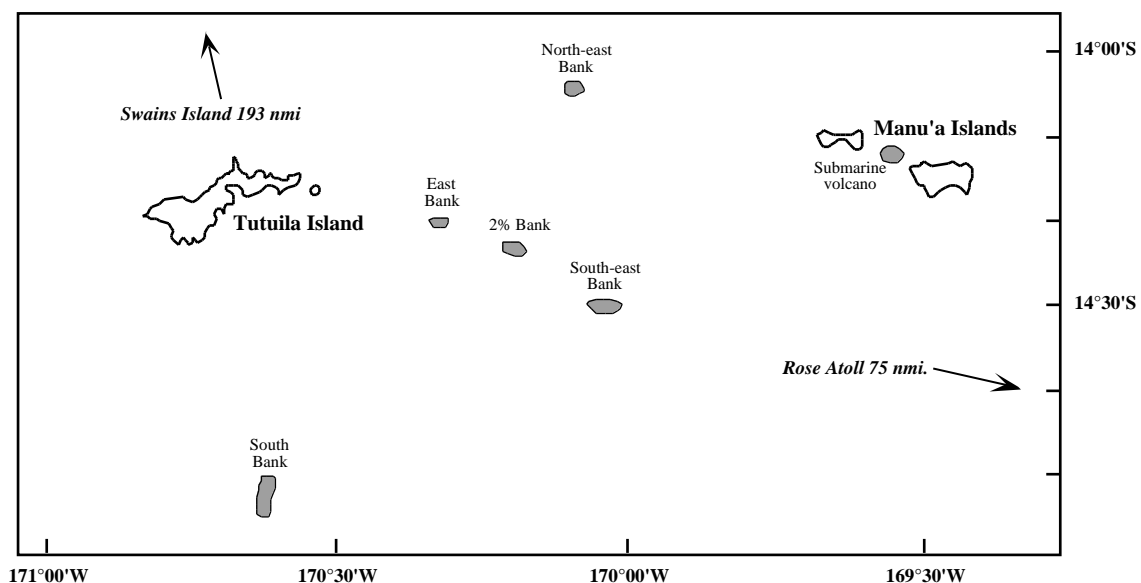 North-east
Bank
14°00'S
Swains Island 193 nmi
Manu'a Islands
Submarine
volcano
East
Bank
Tutuila Island
2% Bank
South-east
Bank
14°30'S
Rose Atoll 75 nmi.
South
Bank
171°00'W
170°30'W
170°00'W
169°30'W